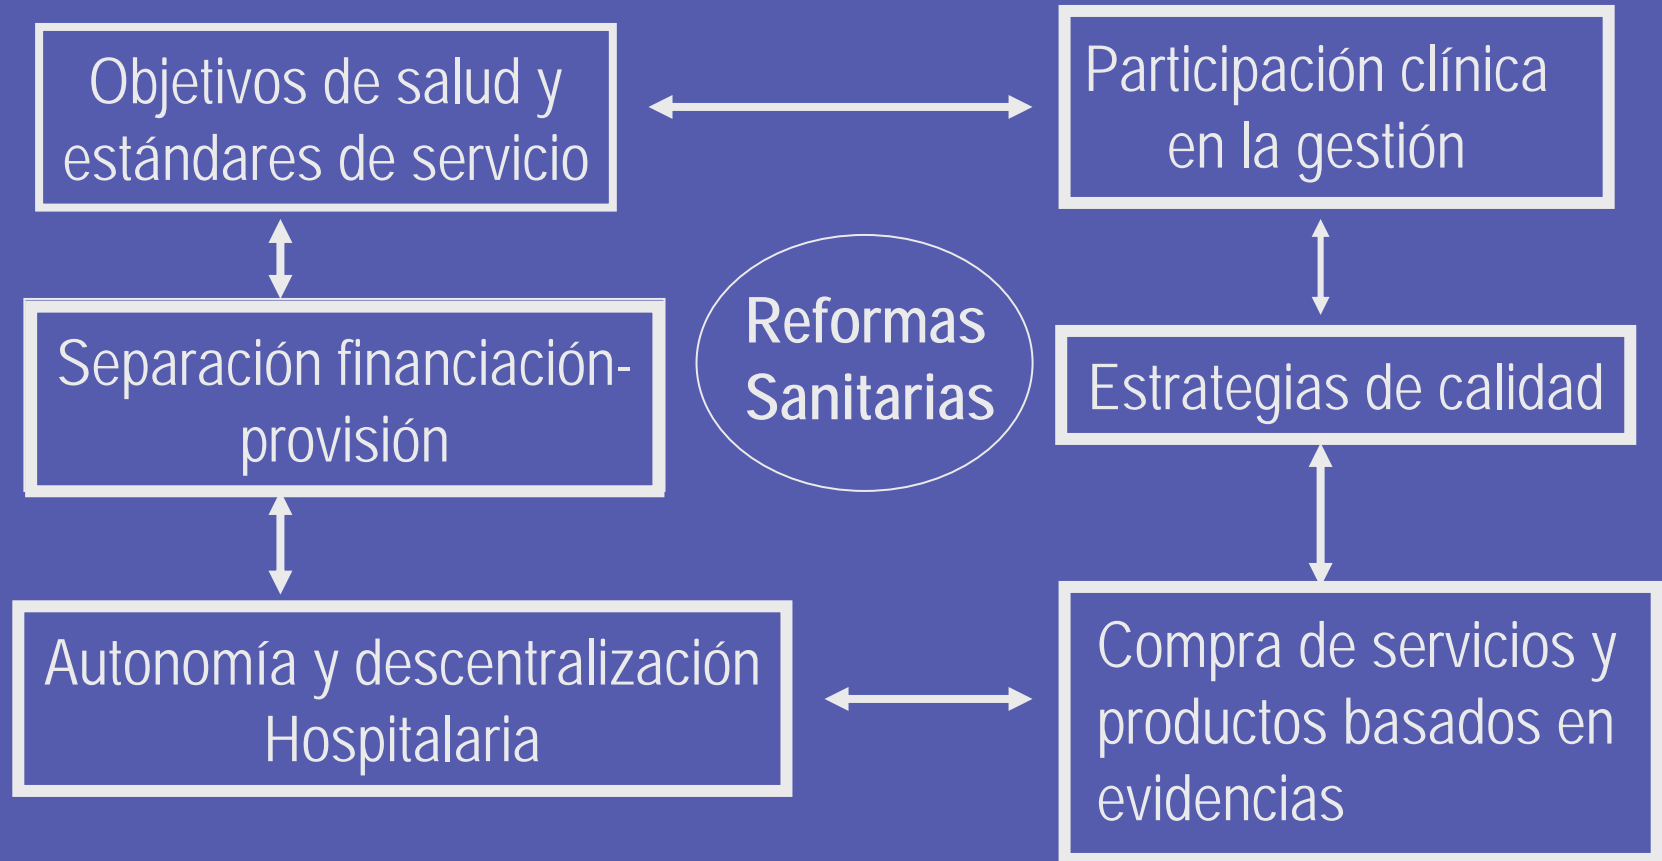 Objetivos de salud y
estándares de servicio
Participación clínica
en la gestión
Separación financiación-
provisión
Reformas
Sanitarias
Estrategias de calidad
Autonomía y descentralización
Hospitalaria
Compra de servicios y
productos basados en
evidencias